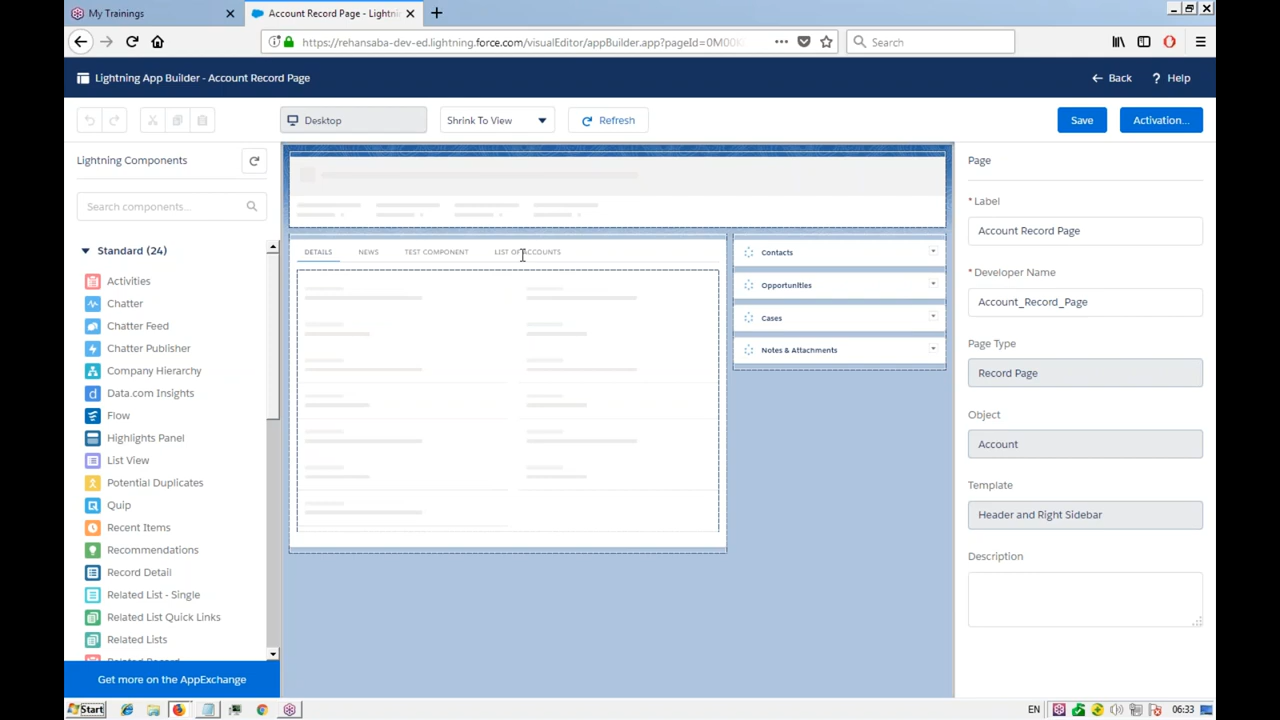 My Trainings
Account Record Page - Lightni
https://rehansaba-dev-ed.lightning.force.com/visualEditor/appBuilder.app?pageId=0M00
Search
Lightning App Builder - Account Record Page
Back
? Help
Desktop
Shrink To View
Refresh
Save
Activation...
Lightning Components
Search components...
Standard (24)
Activities
Chatter
Chatter Feed
Chatter Publisher
Company Hierarchy
Data.com Insights
Flow
Highlights Panel
List View
Potential Duplicates
Quip
Recent Items
Recommendations
Record Detail
Related List - Single
Related List Quick Links
Related Lists
Get more on the AppExchange
DETAILS
NEWS
TEST COMPONENT
LIST OF ACCOUNTS
Contacts
Opportunities
Cases
Notes & Attachments
Page
* Label
Account Record Page
* Developer Name
Account_Record_Page
Page Type
Record Page
Object
Account
Template
Header and Right Sidebar
Description
Start
EN
06:33